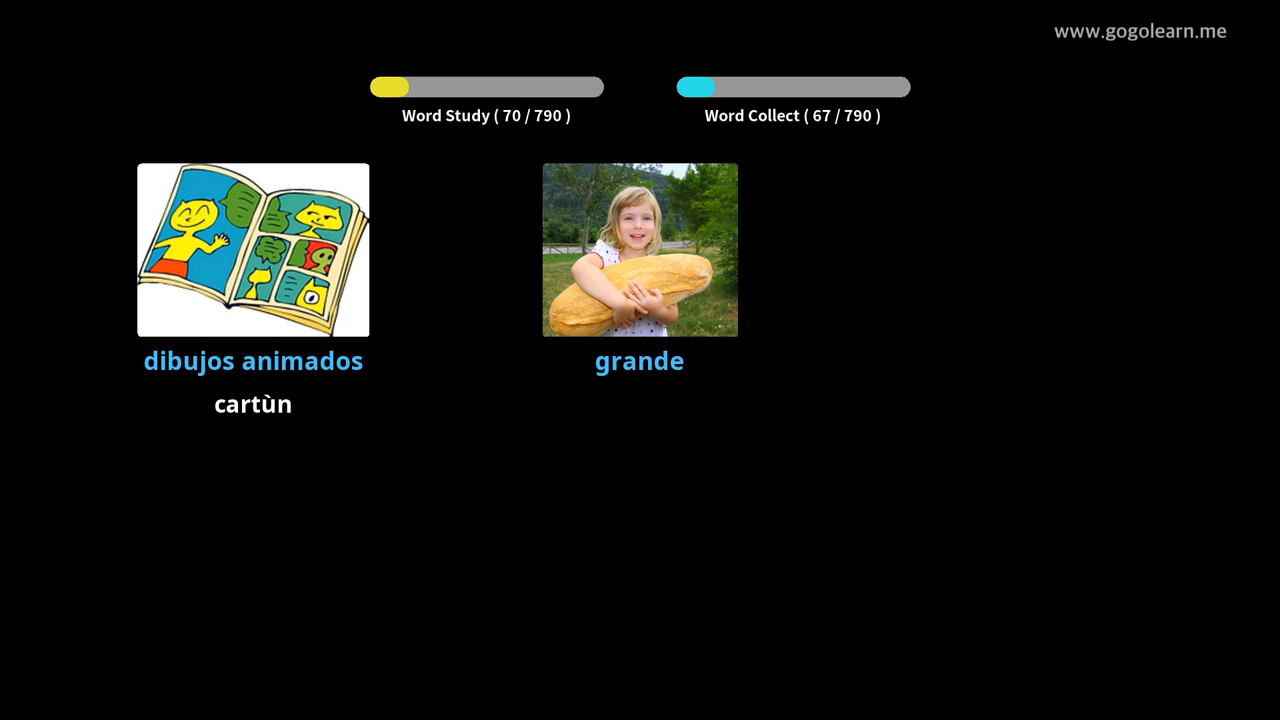 www.gogolearn.me
Word Study ( 70 / 790 )
Word Collect ( 67 / 790 )
dibujos animados
grande
cartùn